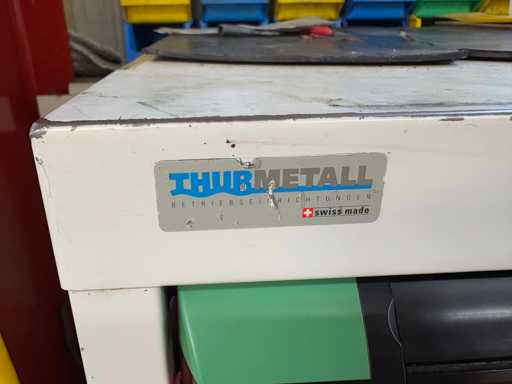 THURMETALL
BETRIEBSEINRICHTUNGEN
swiss made